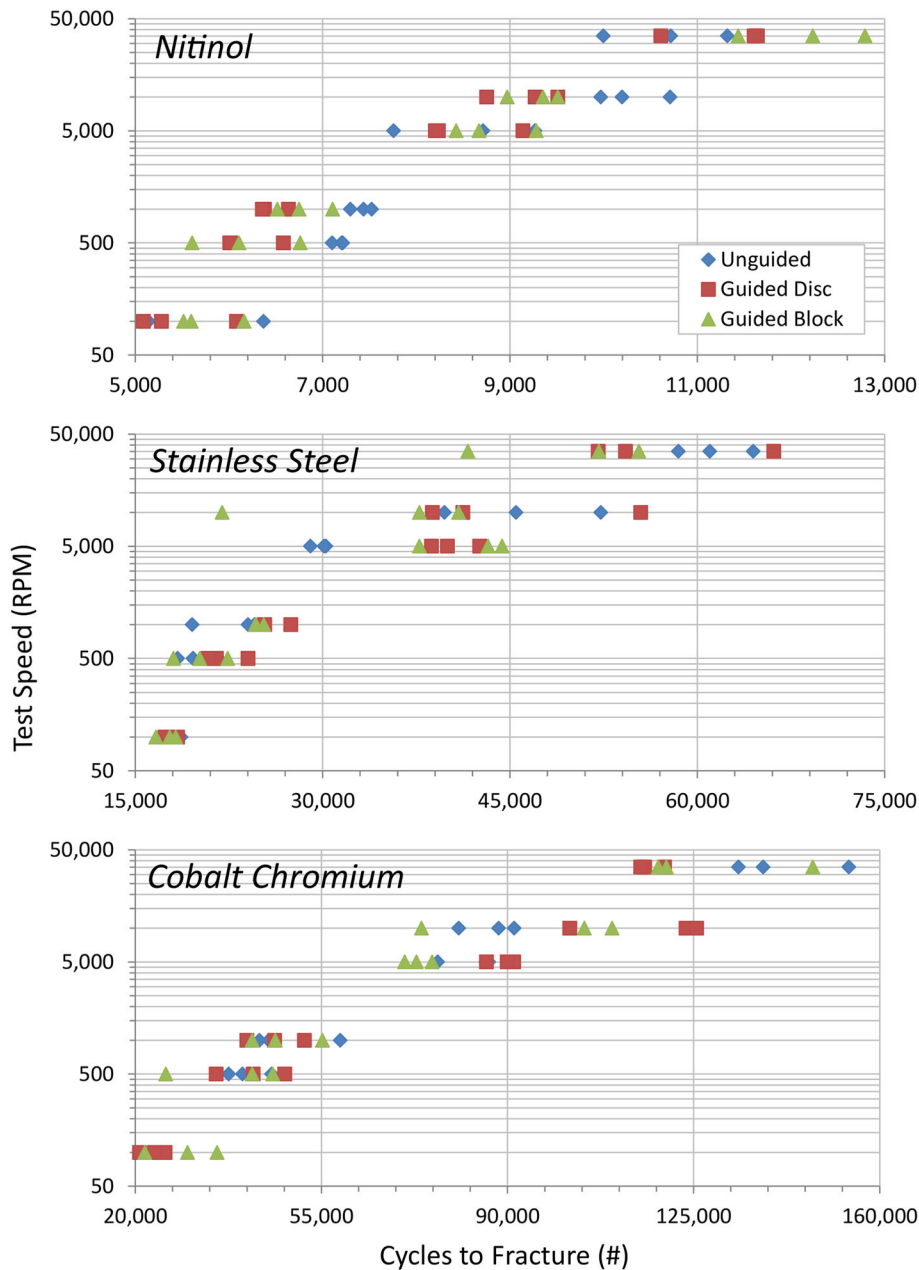 50,000
Nitinol
5,000
500
Unguided
Guided Disc
Guided Block
50
5,000 7,000 9,000 11,000 13,000
50,000
Stainless Steel
5,000
Test Speed (RPM)
500
50
15,000 30,000 45,000 60,000 75,000
50,000
Cobalt Chromium
5,000
500
50
20,000 55,000 90,000 125,000 160,000
Cycles to Fracture (#)